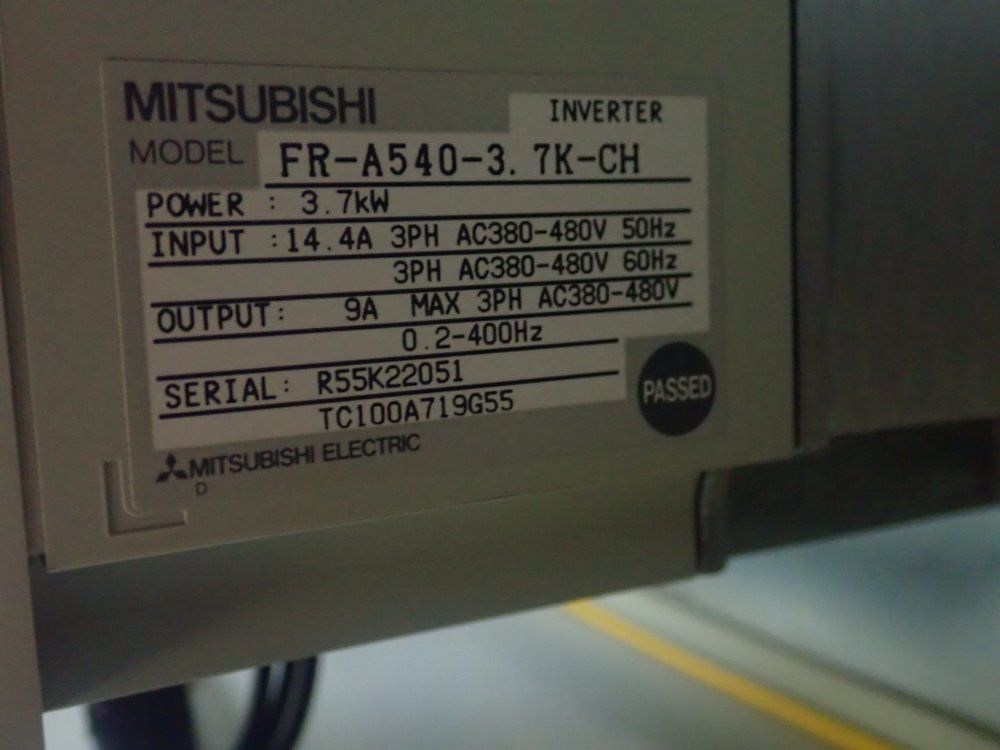 MITSUBISHI
INVERTER
MODEL FR-A540-3.7K-CH
POWER : 3.7kW
INPUT :14.4A 3PH AC380-480V 50Hz
3PH AC380-480V 60Hz
OUTPUT: 9A MAX 3PH AC380-480V
0.2-400Hz
SERIAL: R55K22051
TC100A719G55
PASSED
MITSUBISHI ELECTRIC
D